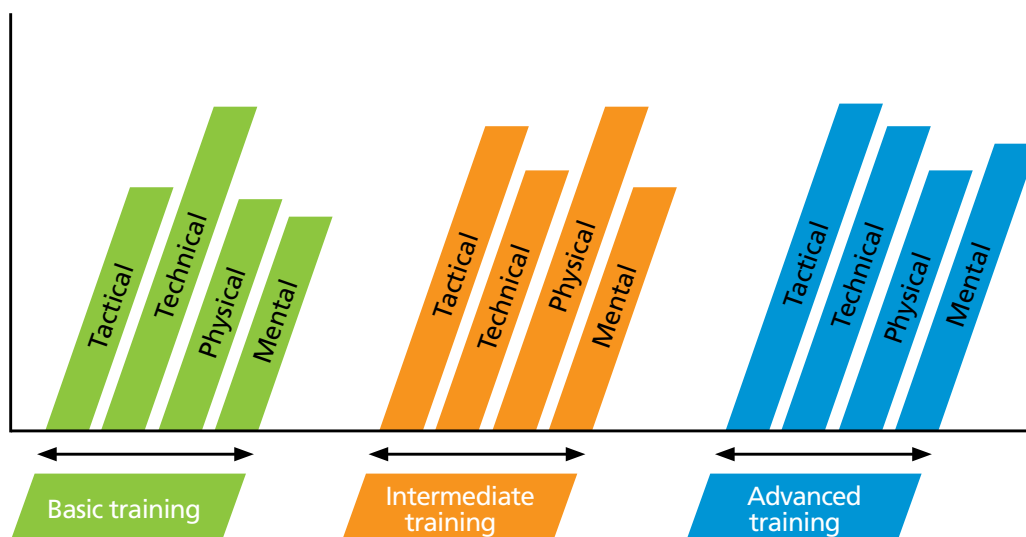 Tactical
Technical
Physical
Mental
Tactical
Technical
Physical
Mental
Tactical
Technical
Physical
Mental
Basic training
Intermediate
training
Advanced
training